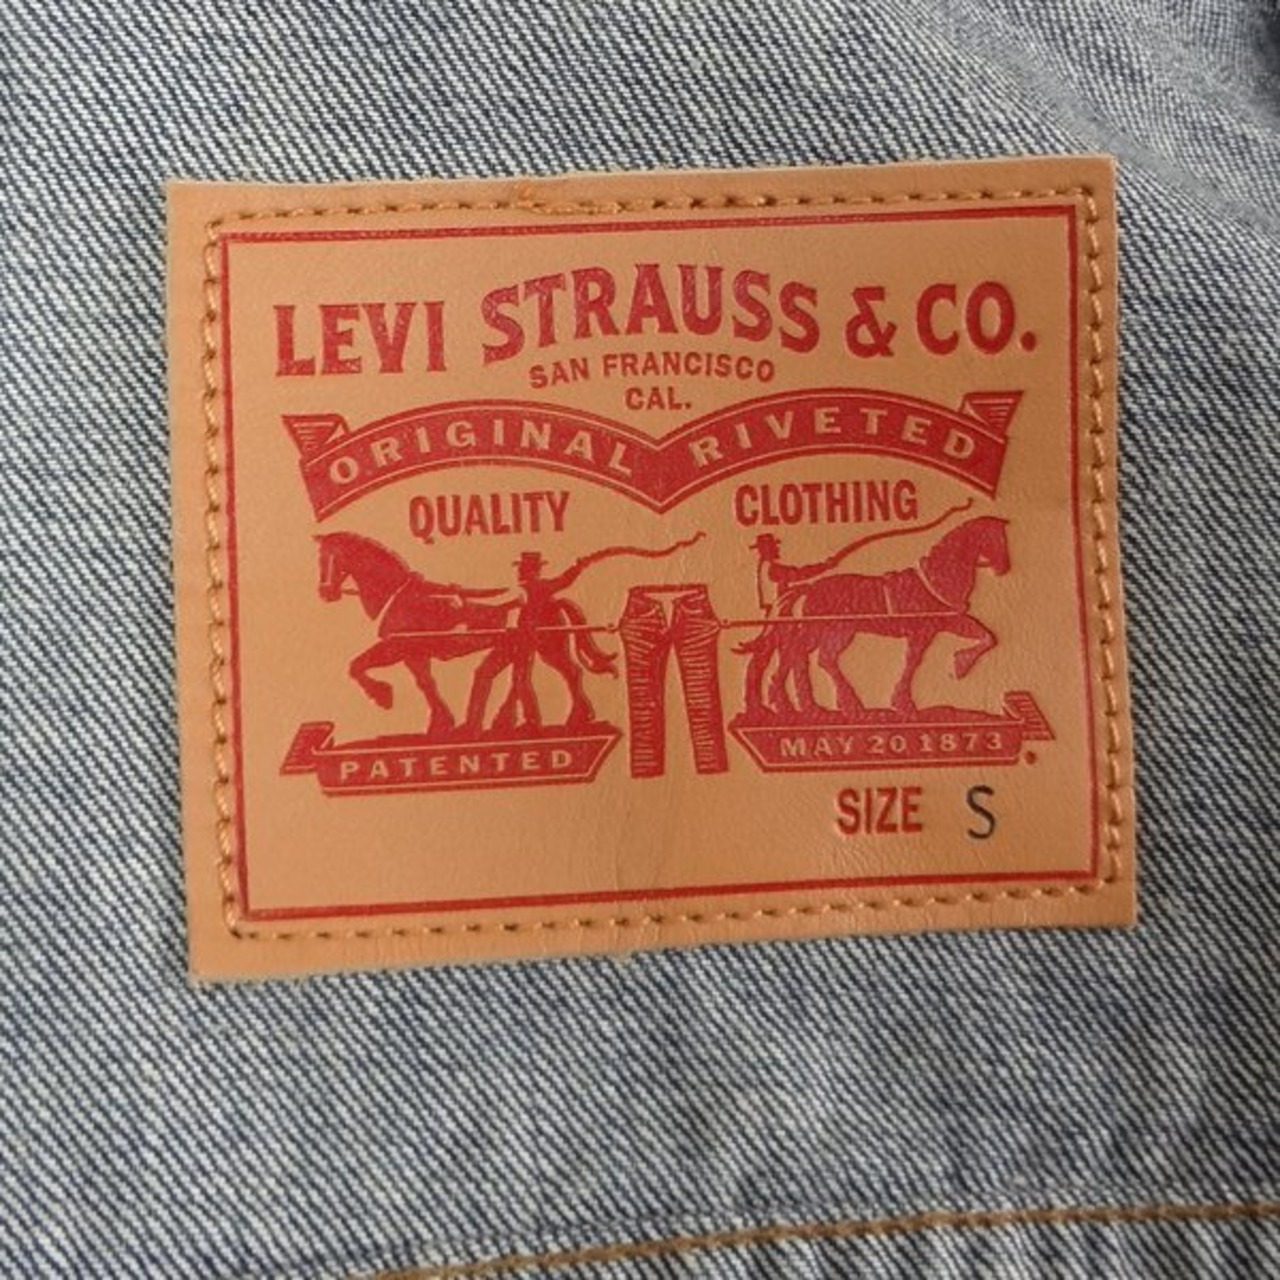 LEVI STRAUSS & CO.
SAN FRANCISCO
CAL.
ORIGINAL RIVETED
QUALITY CLOTHING
PATENTED MAY 20 1873
SIZE S